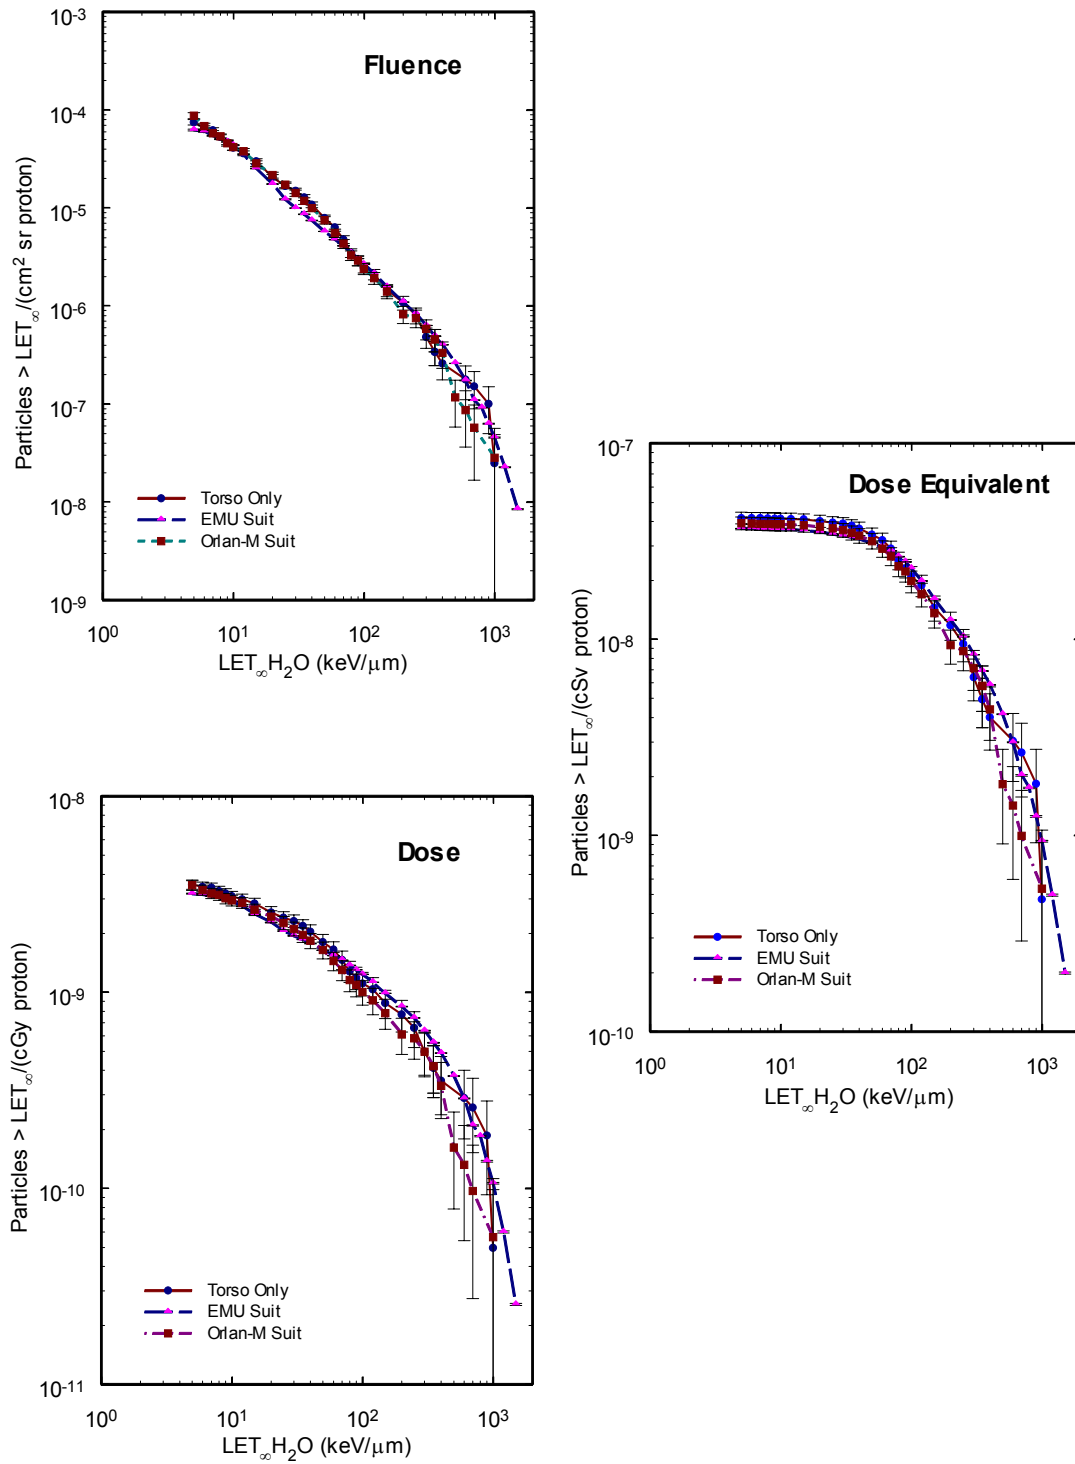 Fluence
Particles > LET∞/(cm² sr proton)
10⁻³
10⁻⁴
10⁻⁵
10⁻⁶
10⁻⁷
10⁻⁸
10⁻⁹
Torso Only
EMU Suit
Orlan-M Suit
10⁰ 10¹ 10² 10³
LET∞H₂O (keV/μm)
Dose Equivalent
Particles > LET∞/(cSv proton)
10⁻⁷
10⁻⁸
10⁻⁹
10⁻¹⁰
Torso Only
EMU Suit
Orlan-M Suit
10⁰ 10¹ 10² 10³
LET∞H₂O (keV/μm)
Dose
Particles > LET∞/(cGy proton)
10⁻⁸
10⁻⁹
10⁻¹⁰
10⁻¹¹
Torso Only
EMU Suit
Orlan-M Suit
10⁰ 10¹ 10² 10³
LET∞H₂O (keV/μm)